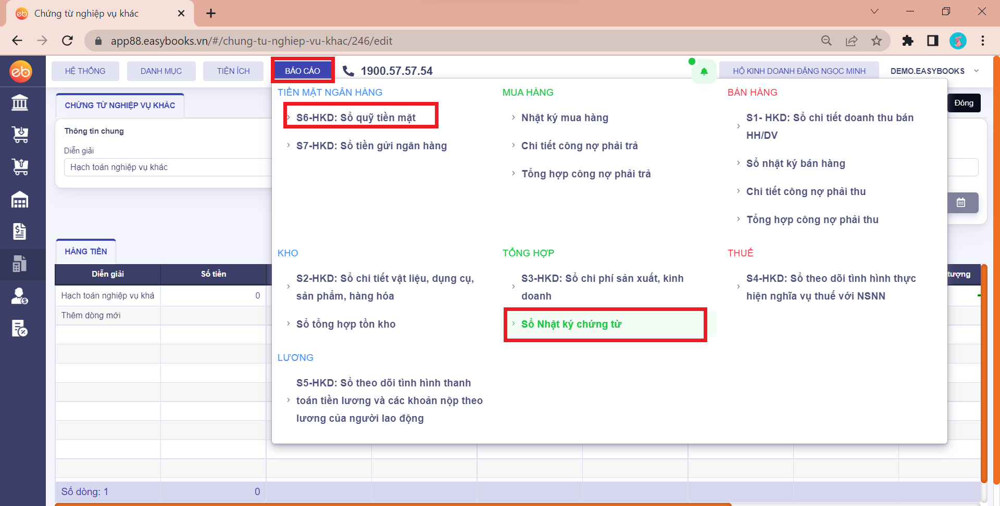 eb Chứng từ nghiệp vụ khác
app88.easybooks.vn/#/chung-tu-nghiep-vu-khac/246/edit
eb HỆ THỐNG DANH MỤC TIỆN ÍCH BÁO CÁO 1900.57.57.54 HỘ KINH DOANH ĐẶNG NGỌC MINH DEMO.EASYBOOKS
CHỨNG TỪ NGHIỆP VỤ KHÁC
Đóng
Thông tin chung
Diễn giải
Hạch toán nghiệp vụ khác
TIỀN MẶT NGÂN HÀNG
S6-HKD: Sổ quỹ tiền mặt
S7-HKD: Sổ tiền gửi ngân hàng
MUA HÀNG
Nhật ký mua hàng
Chi tiết công nợ phải trả
Tổng hợp công nợ phải trả
BÁN HÀNG
S1- HKD: Sổ chi tiết doanh thu bán
HH/DV
Sổ nhật ký bán hàng
Chi tiết công nợ phải thu
Tổng hợp công nợ phải thu
KHO
S2-HKD: Sổ chi tiết vật liệu, dụng cụ,
sản phẩm, hàng hóa
Sổ tổng hợp tồn kho
TỔNG HỢP
S3-HKD: Sổ chi phí sản xuất, kinh
doanh
Sổ Nhật ký chứng từ
THUẾ
S4-HKD: Sổ theo dõi tình hình thực
hiện nghĩa vụ thuế với NSNN
LƯƠNG
S5-HKD: Sổ theo dõi tình hình thanh
toán tiền lương và các khoản nộp theo
lương của người lao động
HẠNG TIỀN
Diễn giải Số tiền tượng
Hạch toán nghiệp vụ khá 0
Thêm dòng mới
Số dòng: 1 0